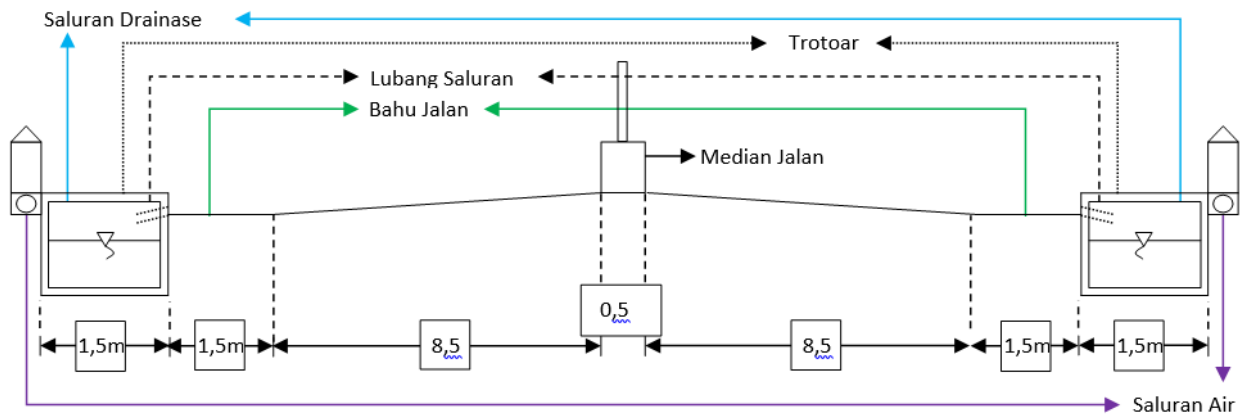 Saluran Drainase
Trotoar
Lubang Saluran
Bahu Jalan
Median Jalan
0,5
1,5m
1,5m
8,5
8,5
1,5m
1,5m
Saluran Air